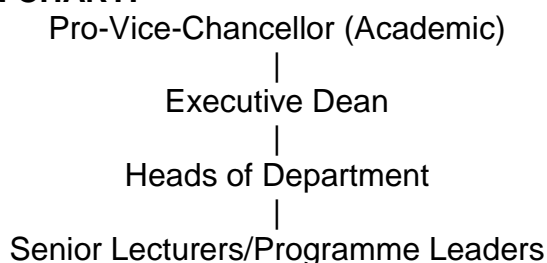 Pro-Vice-Chancellor (Academic)
|
Executive Dean
|
Heads of Department
|
Senior Lecturers/Programme Leaders